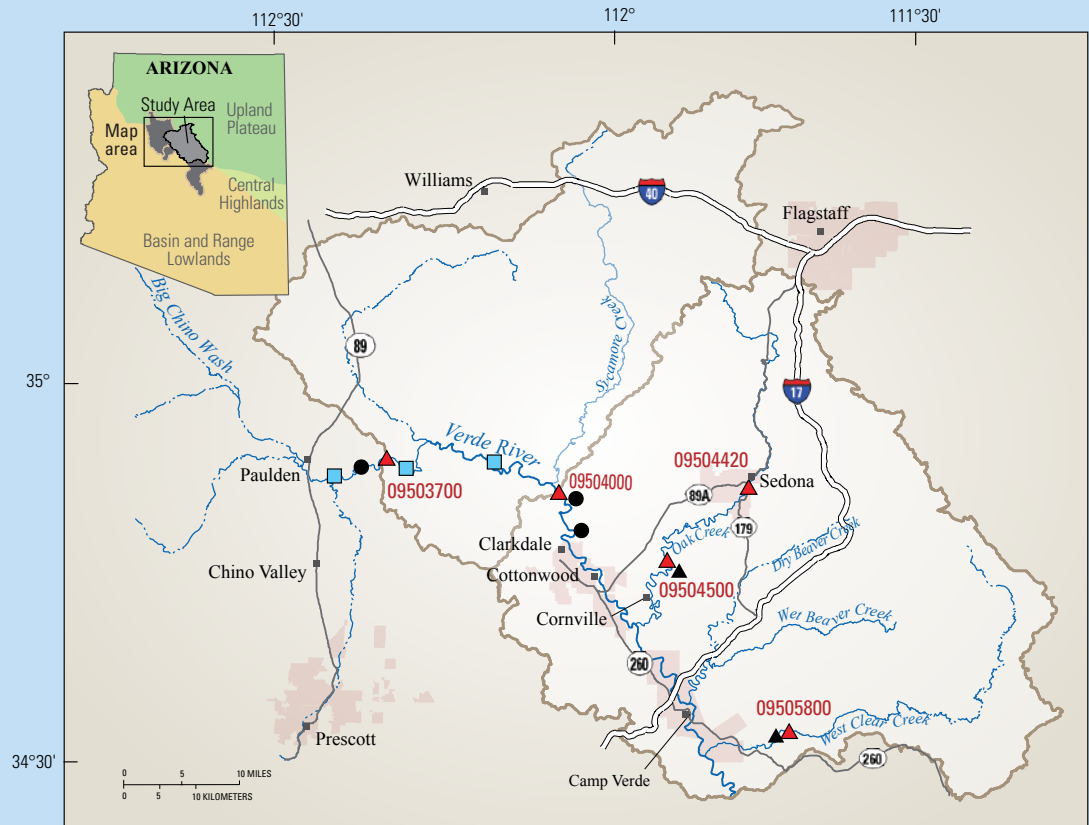 112°30'
112°
111°30'
ARIZONA
Study Area
Upland
Plateau
Map
area
Central
Highlands
Basin and Range
Lowlands
Williams
40
Flagstaff
Big Chino Wash
89
Sycamore Creek
35°
17
Verde River
Paulden
09503700
09504000
09504420
Sedona
89A
179
Clarkdale
Oak Creek
Dry Beaver Creek
Chino Valley
Cottonwood
09504500
Cornville
Wet Beaver Creek
260
09505800
West Clear Creek
Prescott
34°30'
Camp Verde
260
0 5 10 MILES
0 5 10 KILOMETERS